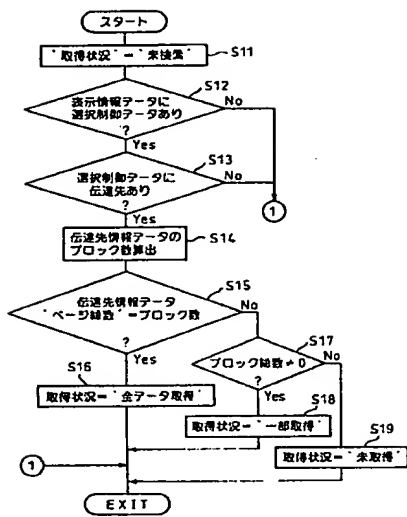 スタート
"取得状況"="未検索"
S11
S12
表示情報データに
選択制御データあり
?
No
Yes
S13
選択制御データに
伝達先あり
?
No
Yes
1
伝達先情報データの
ブロック数算出
S14
S15
伝達先情報データ
"ページ総数"=ブロック数
?
No
Yes
S17
ブロック総数≠0
?
No
Yes
S16
取得状況="全データ取得"
S18
取得状況="一部取得"
S19
取得状況="未取得"
1
EXIT